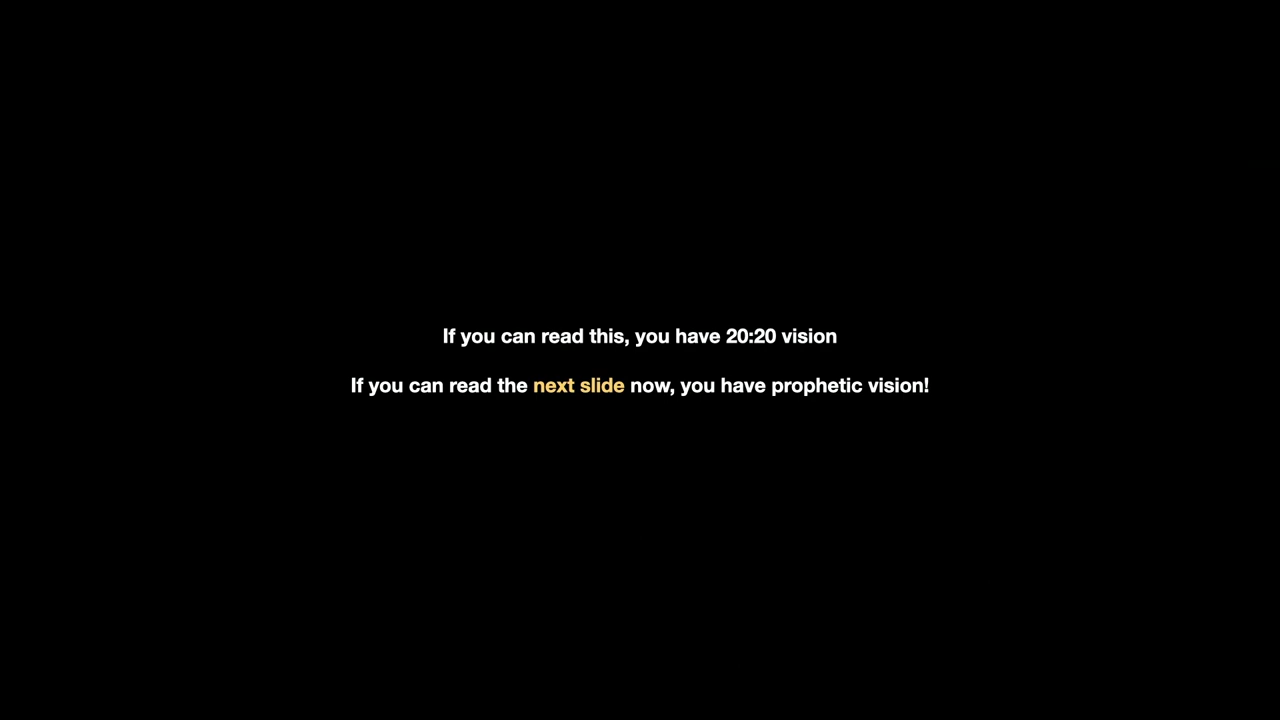 If you can read this, you have 20:20 vision
If you can read the next slide now, you have prophetic vision!